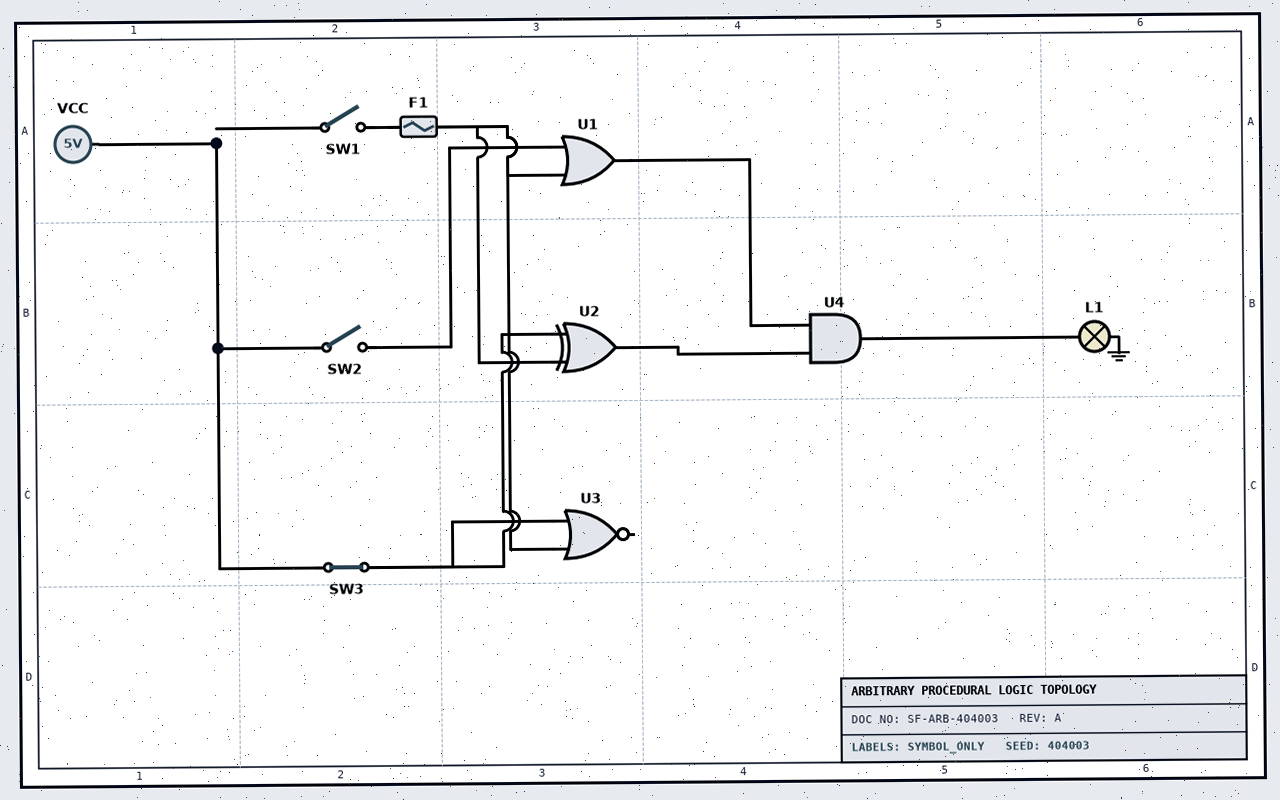 1 2 3 4 5 6
A A
VCC
5V
SW1
F1
U1
B B
SW2
U2
U4
L1
C C
SW3
U3
D D
ARBITRARY PROCEDURAL LOGIC TOPOLOGY
DOC NO: SF-ARB-404003 REV: A
LABELS: SYMBOL_ONLY SEED: 404003
1 2 3 4 5 6